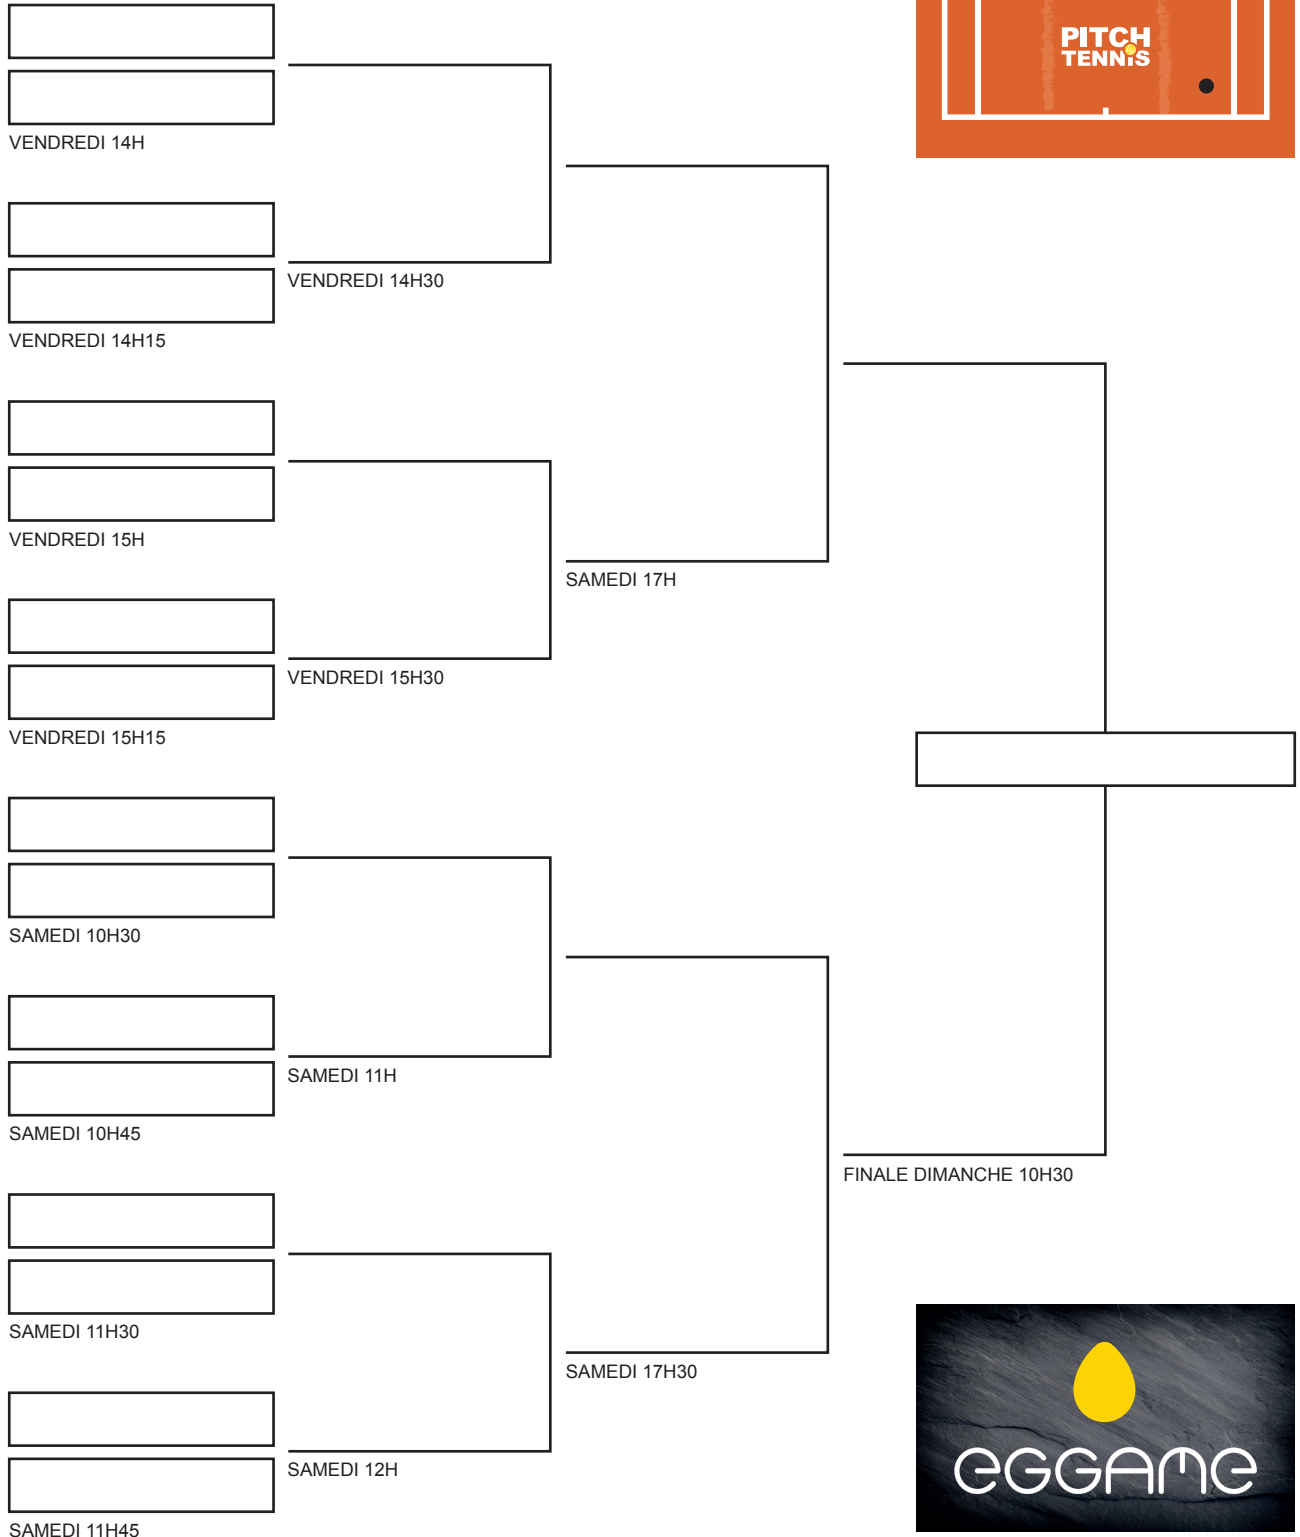 PITCH
TENNIS
VENDREDI 14H
VENDREDI 14H30
VENDREDI 14H15
VENDREDI 15H
SAMEDI 17H
VENDREDI 15H30
VENDREDI 15H15
SAMEDI 10H30
SAMEDI 11H
SAMEDI 10H45
FINALE DIMANCHE 10H30
SAMEDI 11H30
SAMEDI 17H30
SAMEDI 12H
SAMEDI 11H45
eGGAMe